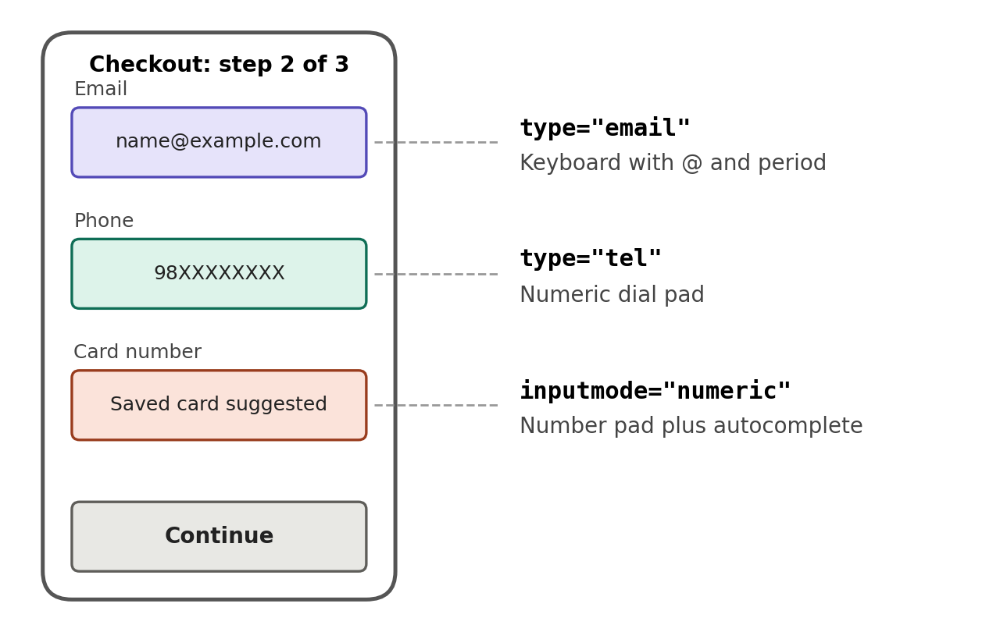 Checkout: step 2 of 3
Email
name@example.com
type="email"
Keyboard with @ and period
Phone
98XXXXXXXX
type="tel"
Numeric dial pad
Card number
Saved card suggested
inputmode="numeric"
Number pad plus autocomplete
Continue